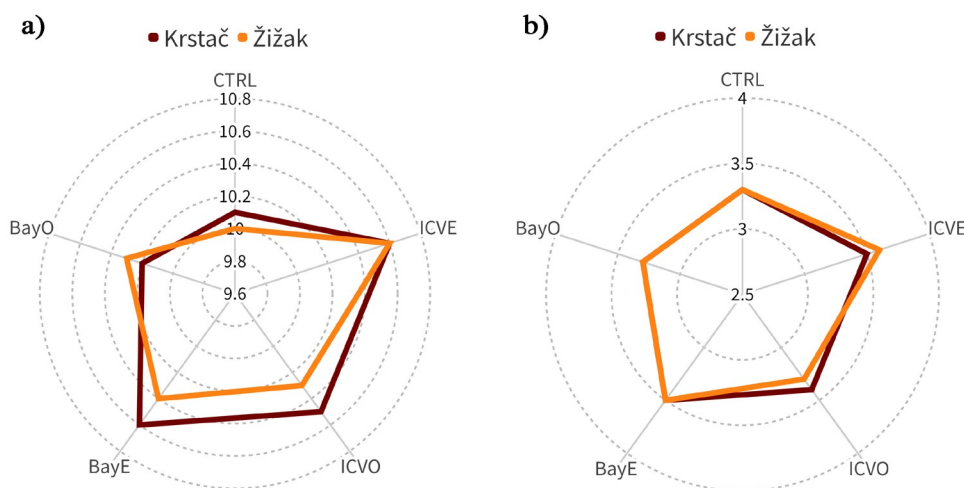 a)
Krstač Žižak
CTRL
10.8
10.6
10.4
10.2
10
9.8
9.6
BayO
ICVE
BayE
ICVO
b)
Krstač Žižak
CTRL
4
3.5
3
2.5
BayO
ICVE
BayE
ICVO